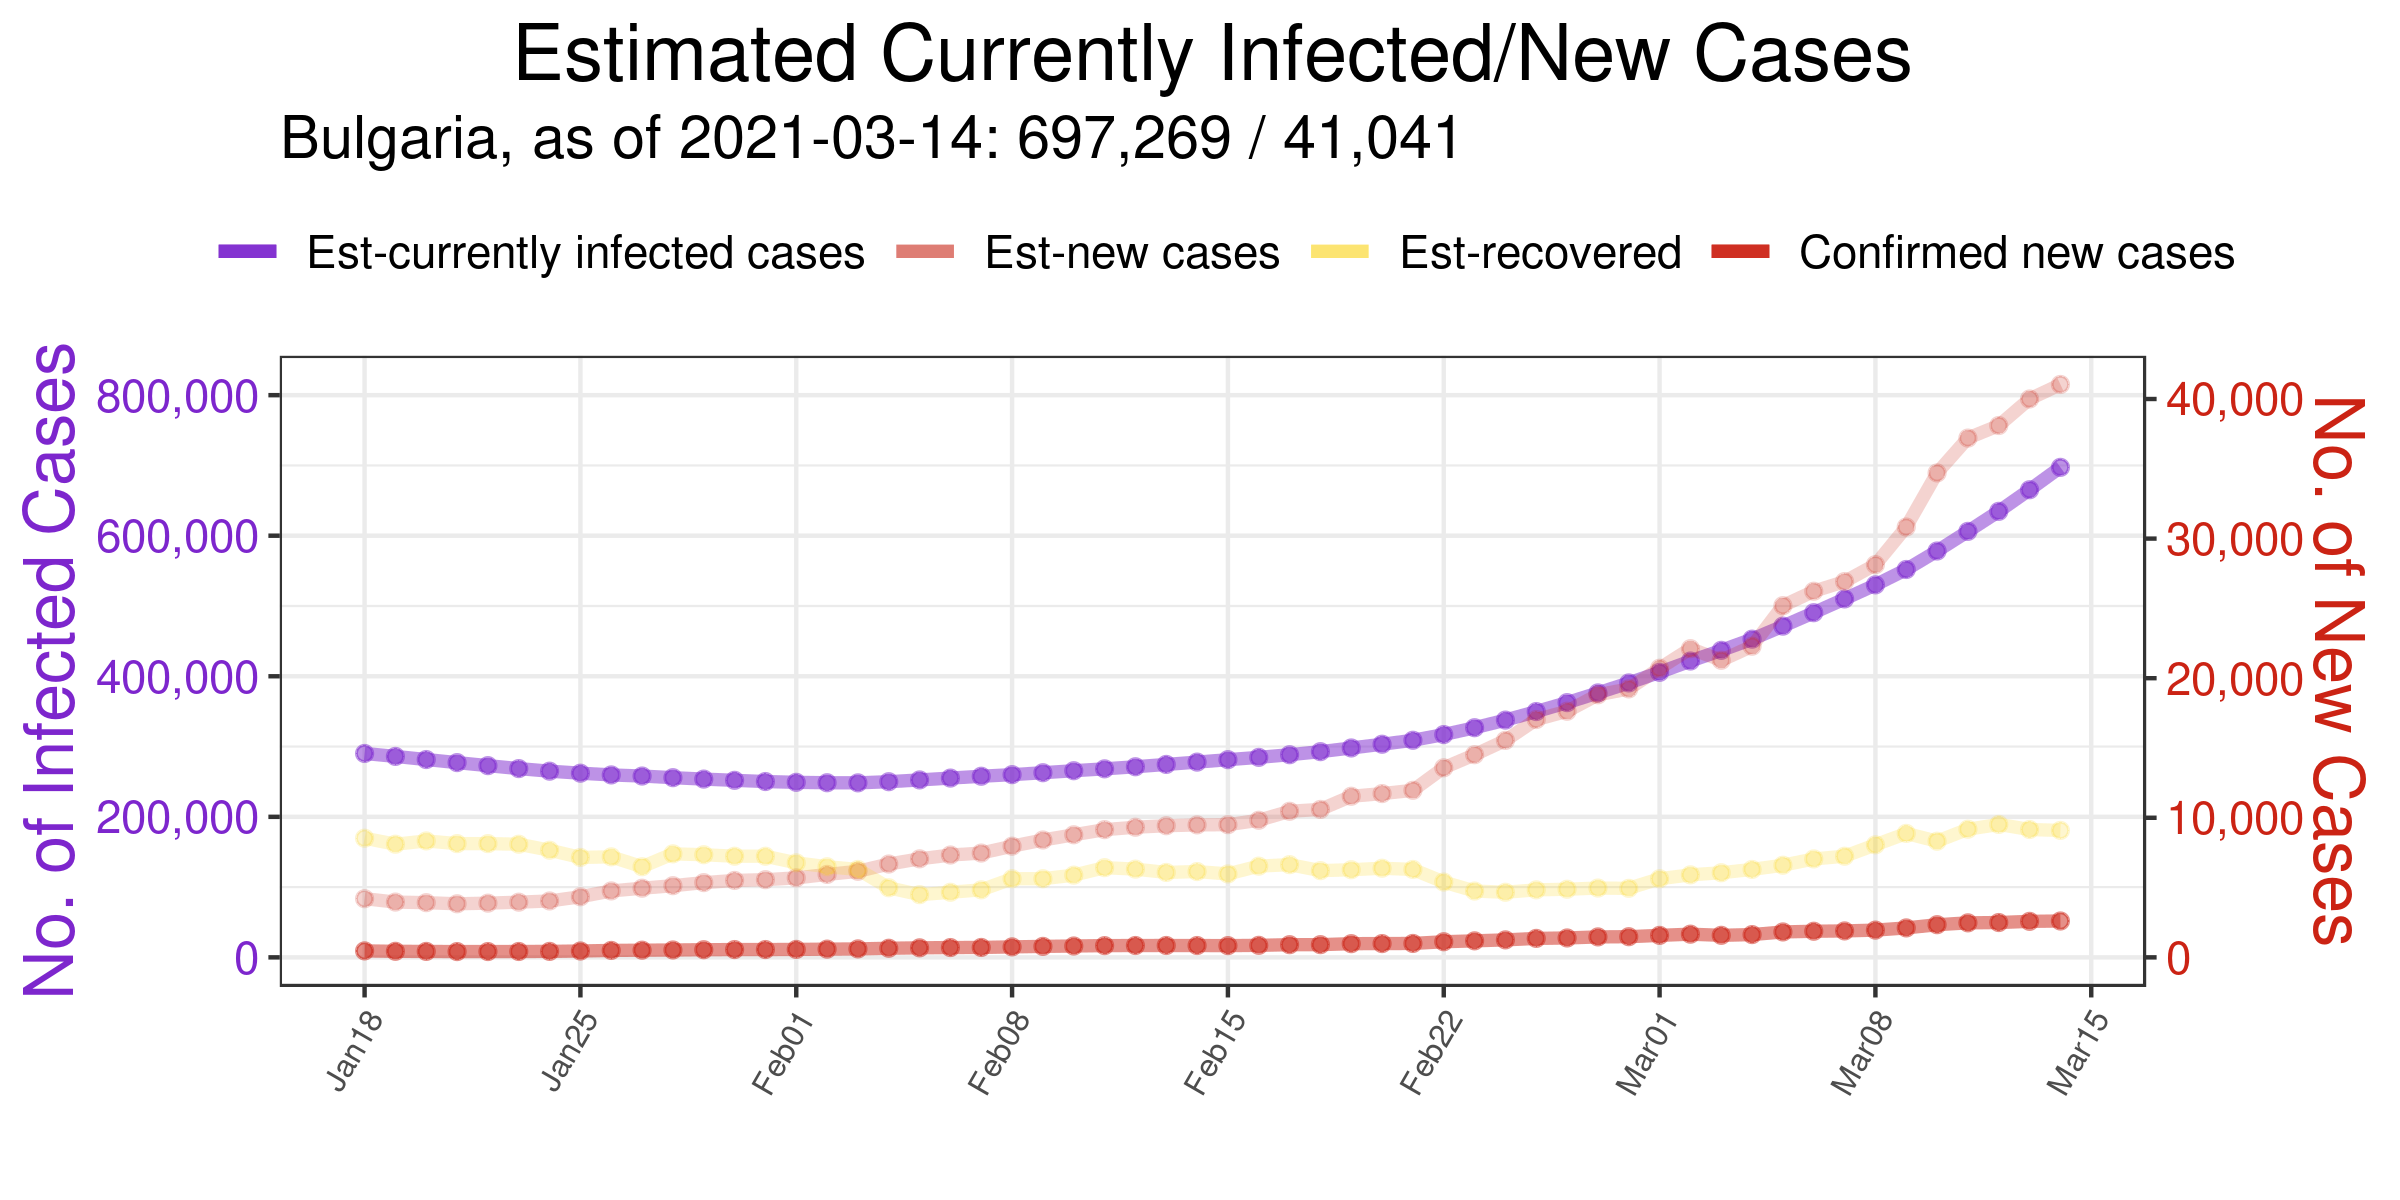 Estimated Currently Infected/New Cases
Bulgaria, as of 2021-03-14: 697,269 / 41,041
Est-currently infected cases Est-new cases Est-recovered Confirmed new cases
No. of Infected Cases
800,000
600,000
400,000
200,000
0
40,000
30,000
20,000
10,000
0
No. of New Cases
Jan18 Jan25 Feb01 Feb08 Feb15 Feb22 Mar01 Mar08 Mar15